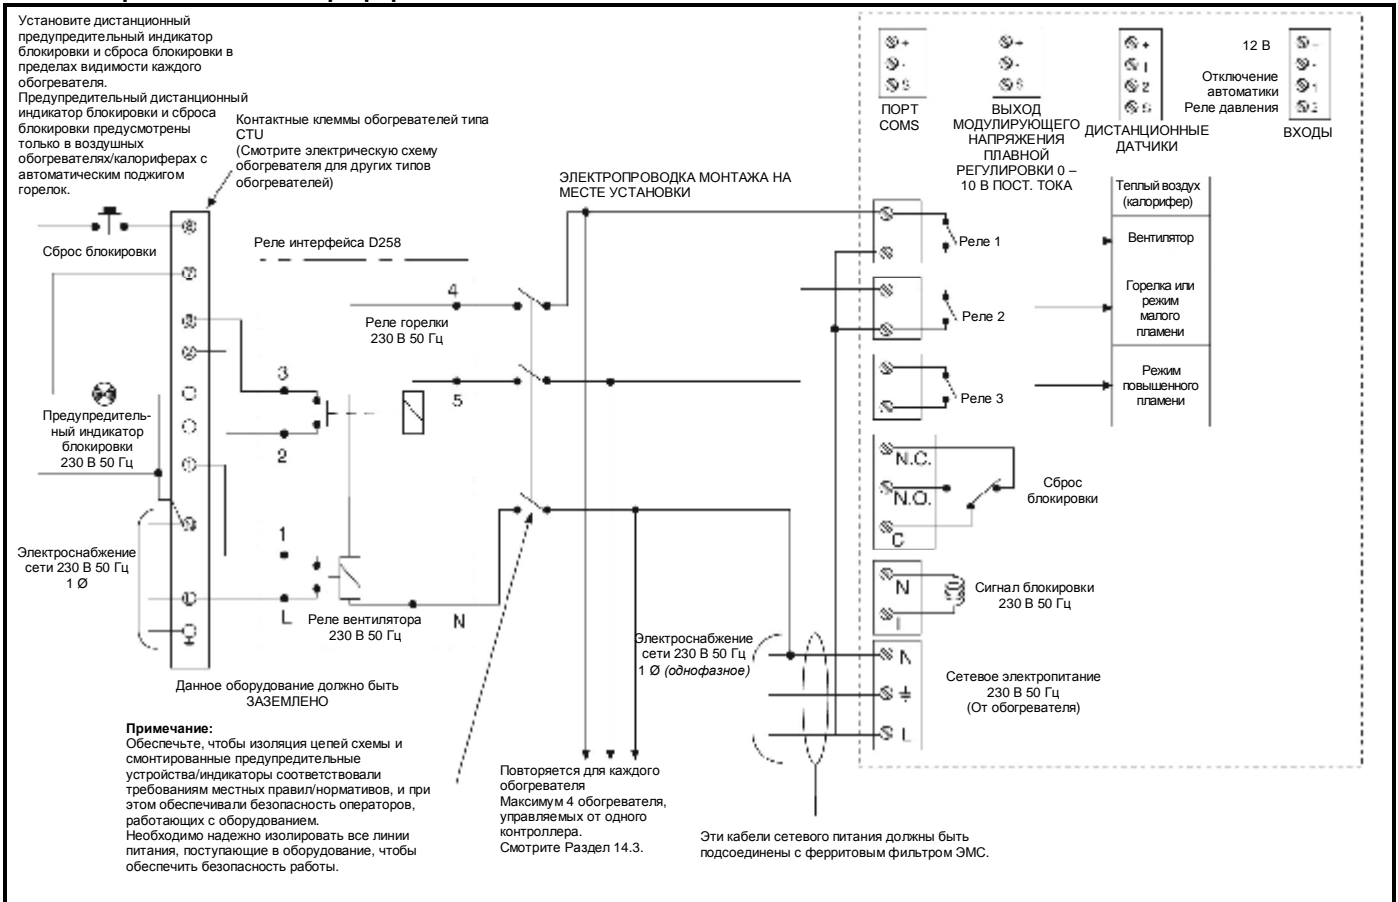 Установите дистанционный
предупредительный индикатор
блокировки и сброса блокировки в
пределах видимости каждого
обогревателя.
Предупредительный дистанционный
индикатор блокировки и сброса
блокировки предусмотрены
только в воздушных
обогревателях/калориферах с
автоматическим поджигом
горелок.
Контактные клеммы обогревателей типа
CTU
(Смотрите электрическую схему
обогревателя для других типов
обогревателей)
ЭЛЕКТРОПРОВОДКА МОНТАЖА НА
МЕСТЕ УСТАНОВКИ
+
-
S
ПОРТ
COMS
+
-
S
ВЫХОД
МОДУЛИРУЮЩЕГО
НАПРЯЖЕНИЯ
ПЛАВНОЙ
РЕГУЛИРОВКИ 0 –
10 В ПОСТ. ТОКА
+
1
2
S
ДИСТАНЦИОННЫЕ
ДАТЧИКИ
12 В
Отключение
автоматики
Реле давления
-
-
1
2
ВХОДЫ
Сброс блокировки
8
7
3
2
1
N
L
Предупредитель-
ный индикатор
блокировки
230 В 50 Гц
Электроснабжение
сети 230 В 50 Гц
1 Ø
Реле интерфейса D258
4
Реле горелки
230 В 50 Гц
3
5
2
1
L
Реле вентилятора
230 В 50 Гц
N
Данное оборудование должно быть
ЗАЗЕМЛЕНО
Реле 1
Реле 2
Реле 3
Теплый воздух
(калорифер)
Вентилятор
Горелка или
режим
малого
пламени
Режим
повышенного
пламени
N.C.
N.O.
C
Сброс
блокировки
N
Сигнал блокировки
230 В 50 Гц
Электроснабжение
сети 230 В 50 Гц
1 Ø (однофазное)
N
L
Сетевое электропитание
230 В 50 Гц
(От обогревателя)
Примечание:
Обеспечьте, чтобы изоляция цепей схемы и
смонтированные предупредительные
устройства/индикаторы соответствовали
требованиям местных правил/нормативов, и при
этом обеспечивали безопасность операторов,
работающих с оборудованием.
Необходимо надежно изолировать все линии
питания, поступающие в оборудование, чтобы
обеспечить безопасность работы.
Повторяется для каждого
обогревателя
Максимум 4 обогревателя,
управляемых от одного
контроллера.
Смотрите Раздел 14.3.
Эти кабели сетевого питания должны быть
подсоединены с ферритовым фильтром ЭМС.